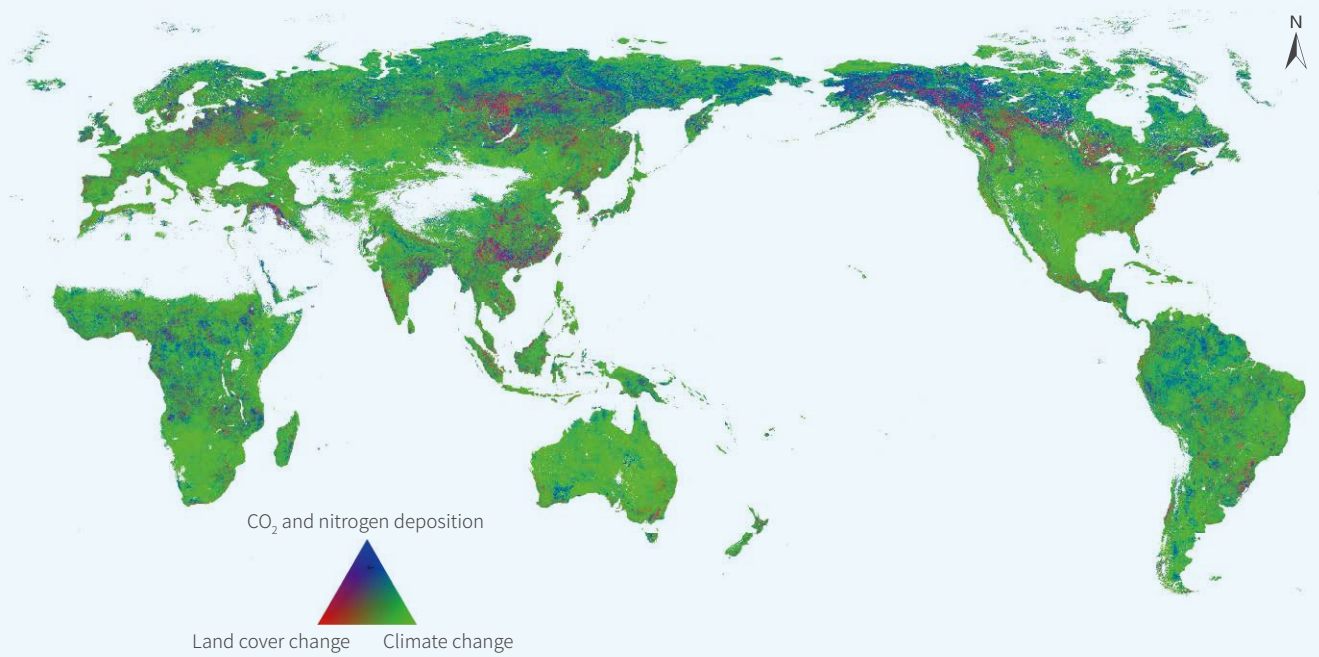 N
CO₂ and nitrogen deposition
Land cover change
Climate change